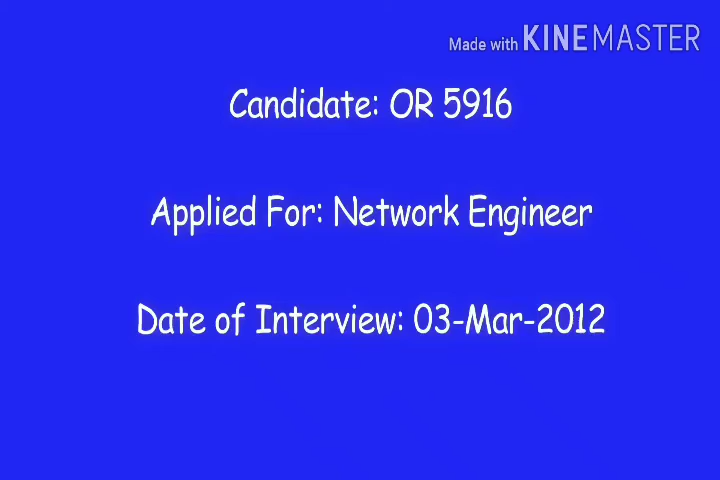 Made with KINEMASTER
Candidate: OR 5916
Applied For: Network Engineer
Date of Interview: 03-Mar-2012